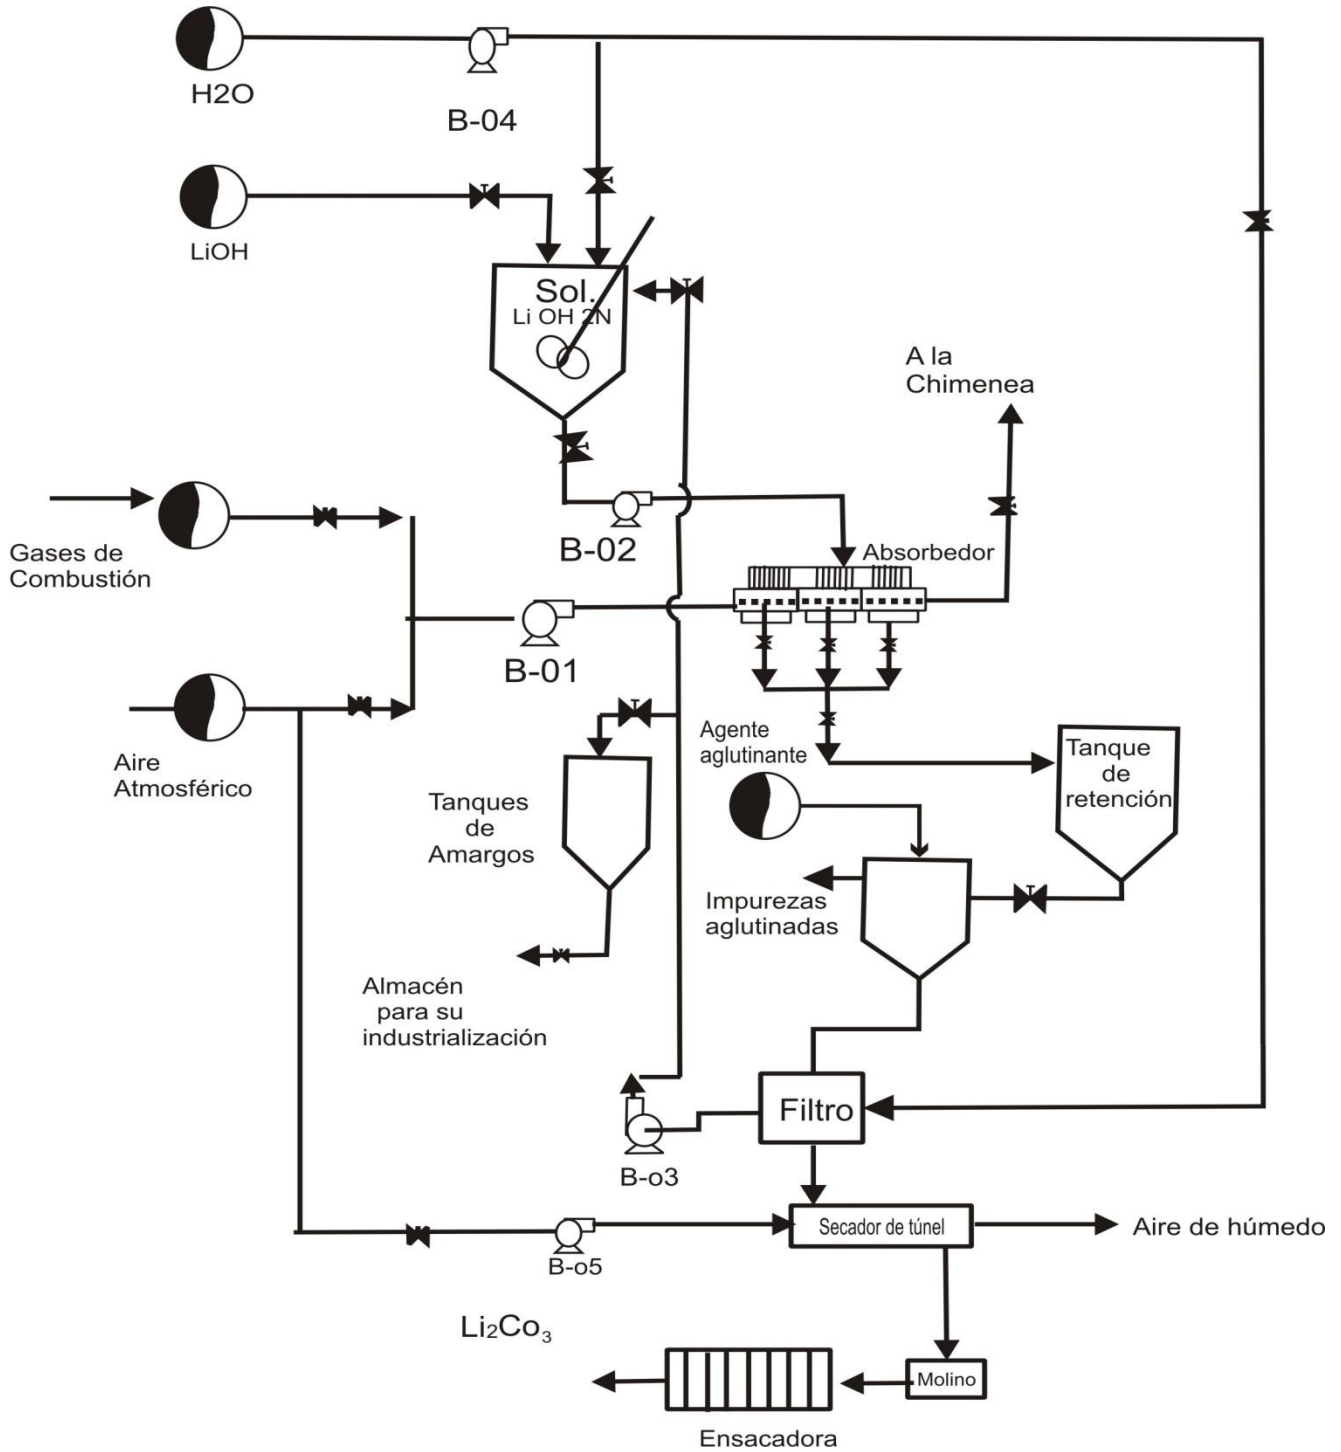 H2O
B-04
LiOH
Sol.
Li OH 2N
A la
Chimenea
Gases de
Combustión
B-02
Absorbedor
B-01
Aire
Atmosférico
Agente
aglutinante
Tanque
de
retención
Tanques
de
Amargos
Impurezas
aglutinadas
Almacén
para su
industrialización
Filtro
B-o3
Secador de túnel
Aire de húmedo
B-o5
Li₂Co₃
Molino
Ensacadora